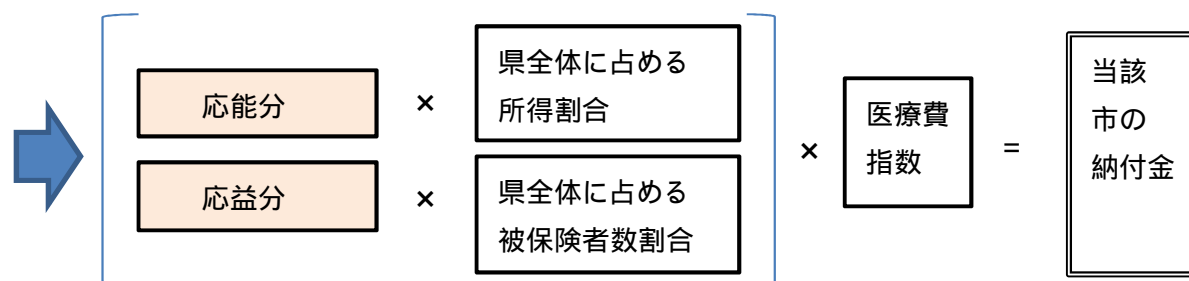 応能分
×
県全体に占める
所得割合
応益分
×
県全体に占める
被保険者数割合
×
医療費
指数
=
当該
市の
納付金